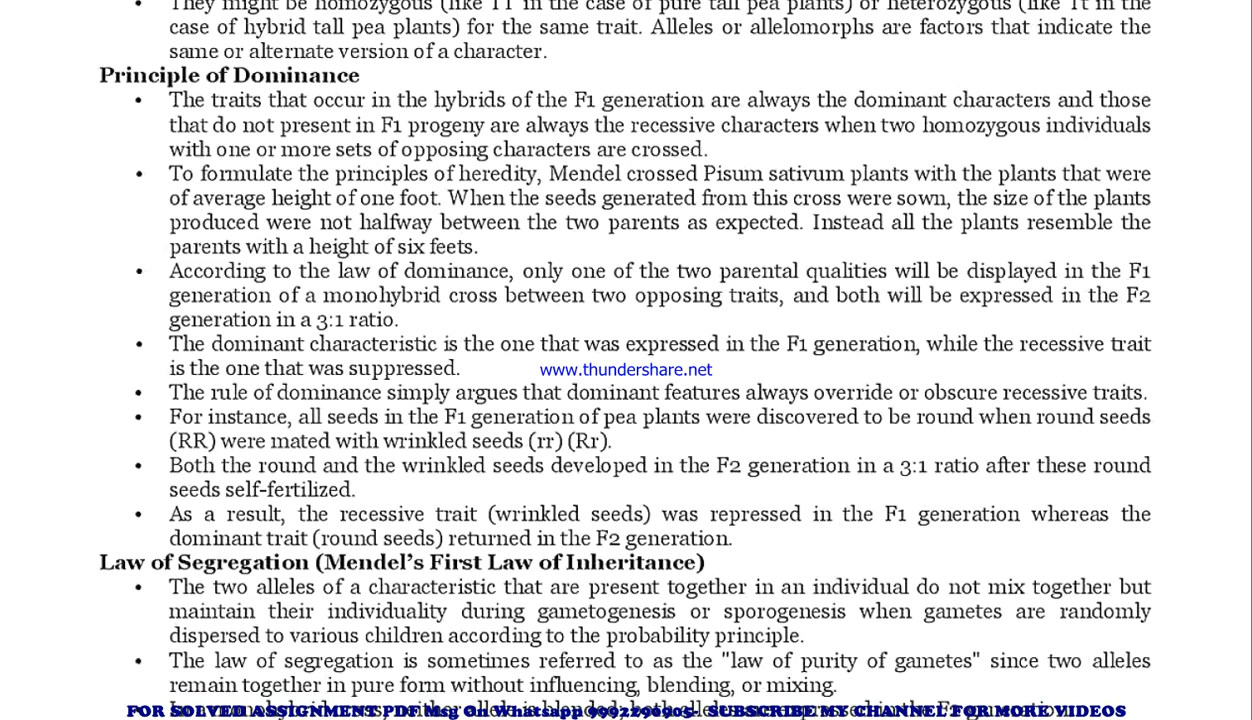 They might be homozygous (like TT in the case of pure tall pea plants) or heterozygous (like Tt in the
case of hybrid tall pea plants) for the same trait. Alleles or allelomorphs are factors that indicate the
same or alternate version of a character.
Principle of Dominance
• The traits that occur in the hybrids of the F1 generation are always the dominant characters and those
that do not present in F1 progeny are always the recessive characters when two homozygous individuals
with one or more sets of opposing characters are crossed.
• To formulate the principles of heredity, Mendel crossed Pisum sativum plants with the plants that were
of average height of one foot. When the seeds generated from this cross were sown, the size of the plants
produced were not halfway between the two parents as expected. Instead all the plants resemble the
parents with a height of six feets.
• According to the law of dominance, only one of the two parental qualities will be displayed in the F1
generation of a monohybrid cross between two opposing traits, and both will be expressed in the F2
generation in a 3:1 ratio.
• The dominant characteristic is the one that was expressed in the F1 generation, while the recessive trait
is the one that was suppressed.
www.thundershare.net
• The rule of dominance simply argues that dominant features always override or obscure recessive traits.
• For instance, all seeds in the F1 generation of pea plants were discovered to be round when round seeds
(RR) were mated with wrinkled seeds (rr) (Rr).
• Both the round and the wrinkled seeds developed in the F2 generation in a 3:1 ratio after these round
seeds self-fertilized.
• As a result, the recessive trait (wrinkled seeds) was repressed in the F1 generation whereas the
dominant trait (round seeds) returned in the F2 generation.
Law of Segregation (Mendel's First Law of Inheritance)
• The two alleles of a characteristic that are present together in an individual do not mix together but
maintain their individuality during gametogenesis or sporogenesis when gametes are randomly
dispersed to various children according to the probability principle.
• The law of segregation is sometimes referred to as the "law of purity of gametes" since two alleles
remain together in pure form without influencing, blending, or mixing.
FOR SOLVED ASSIGNMENT PDF Msg On Whatsapp 9992290905- SUBSCRIBE MY CHANNEL FOR MORE VIDEOS